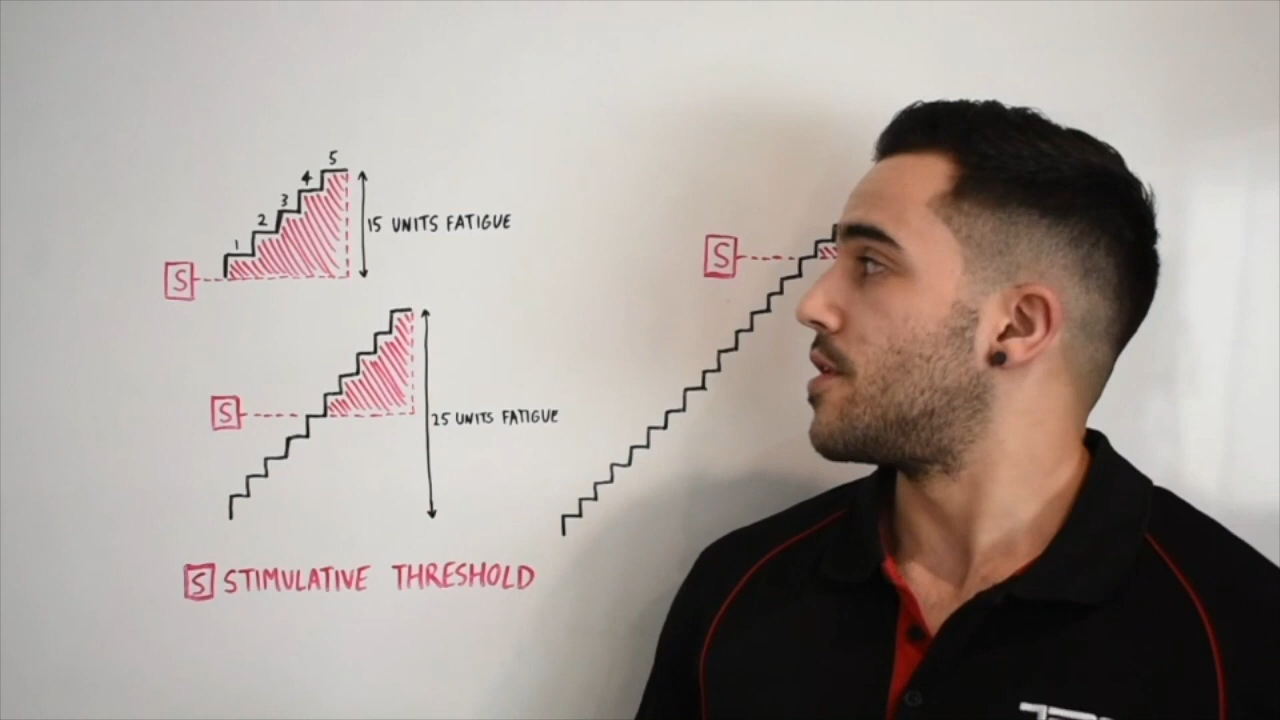 5
4
3
2
1
15 UNITS FATIGUE
S
S
S
25 UNITS FATIGUE
S STIMULATIVE THRESHOLD